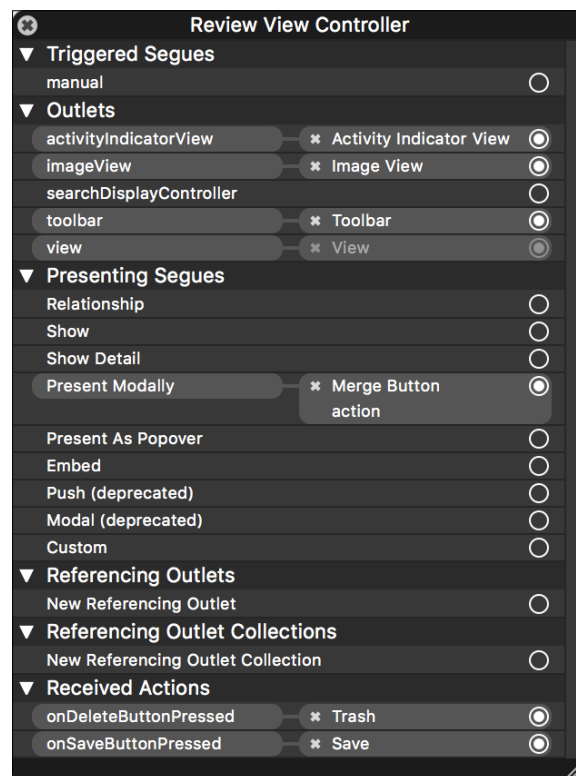 Review View Controller
Triggered Segues
manual
Outlets
activityIndicatorView Activity Indicator View
imageView Image View
searchDisplayController
toolbar Toolbar
view View
Presenting Segues
Relationship
Show
Show Detail
Present Modally Merge Button
action
Present As Popover
Embed
Push (deprecated)
Modal (deprecated)
Custom
Referencing Outlets
New Referencing Outlet
Referencing Outlet Collections
New Referencing Outlet Collection
Received Actions
onDeleteButtonPressed Trash
onSaveButtonPressed Save